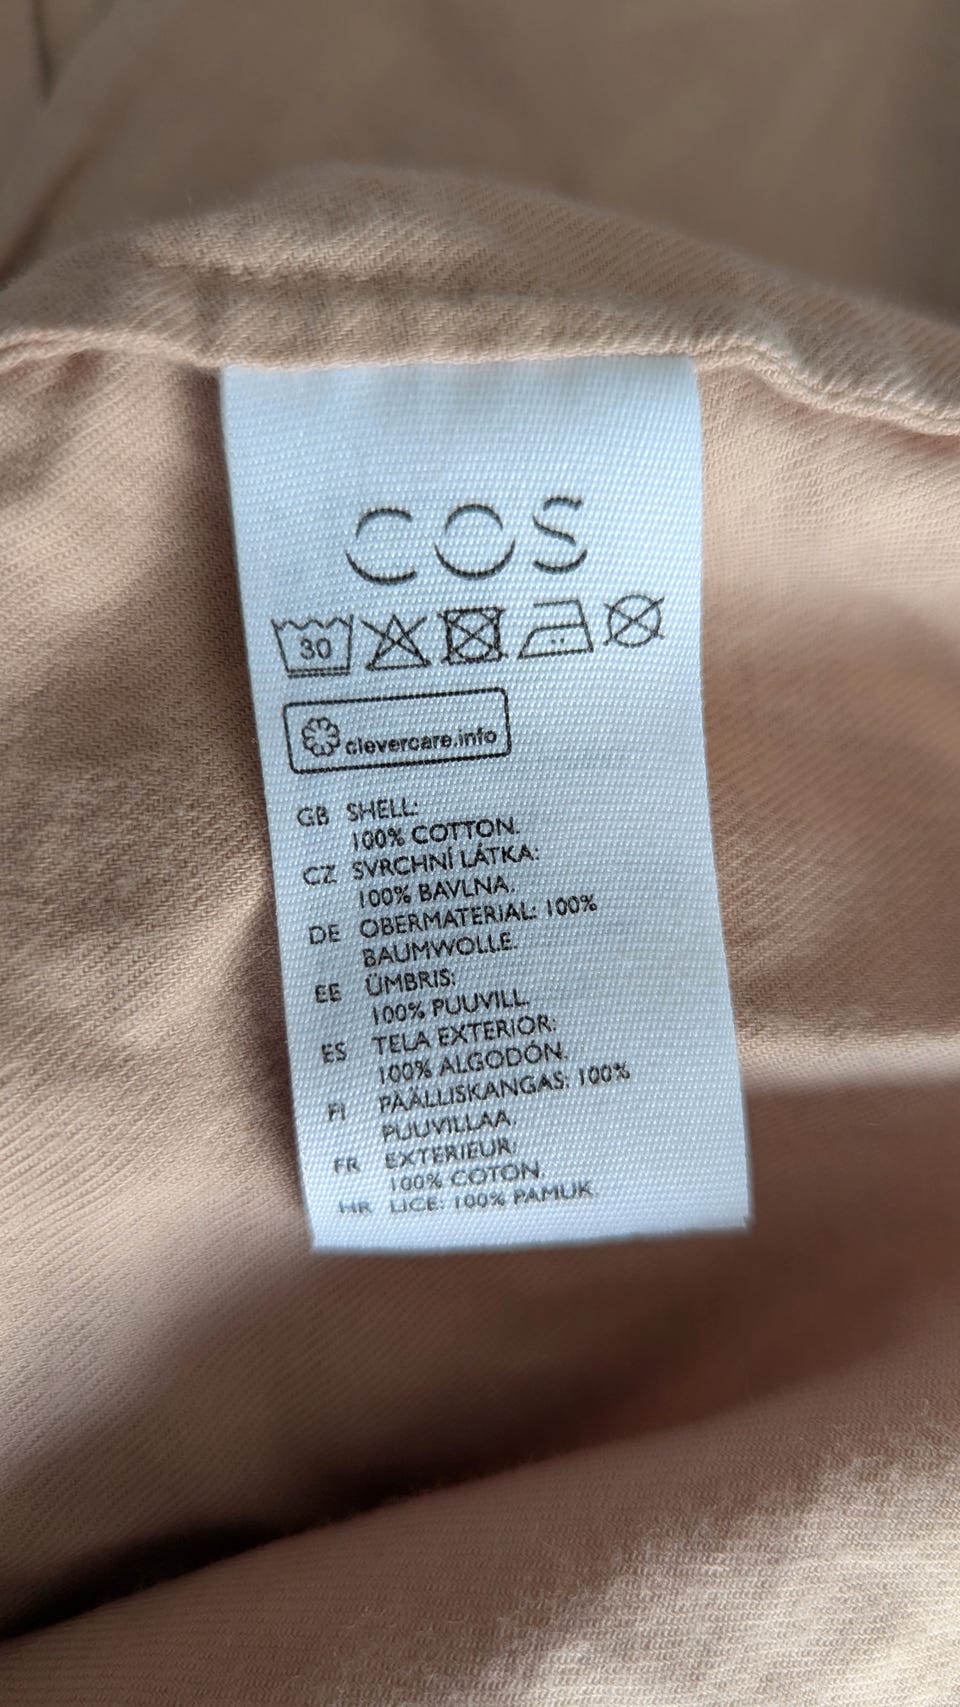 COS
30
clevercare.info
GB SHELL:
100% COTTON.
CZ SVRCHNÍ LÁTKA:
100% BAVLNA.
DE OBERMATERIAL: 100%
BAUMWOLLE.
EE ÜMBRIS:
100% PUUVILL.
ES TELA EXTERIOR:
100% ALGODÓN.
FI PÄÄLLISKANGAS: 100%
PUUVILLAA.
FR EXTERIEUR:
100% COTON.
HR LICE: 100% PAMUK.